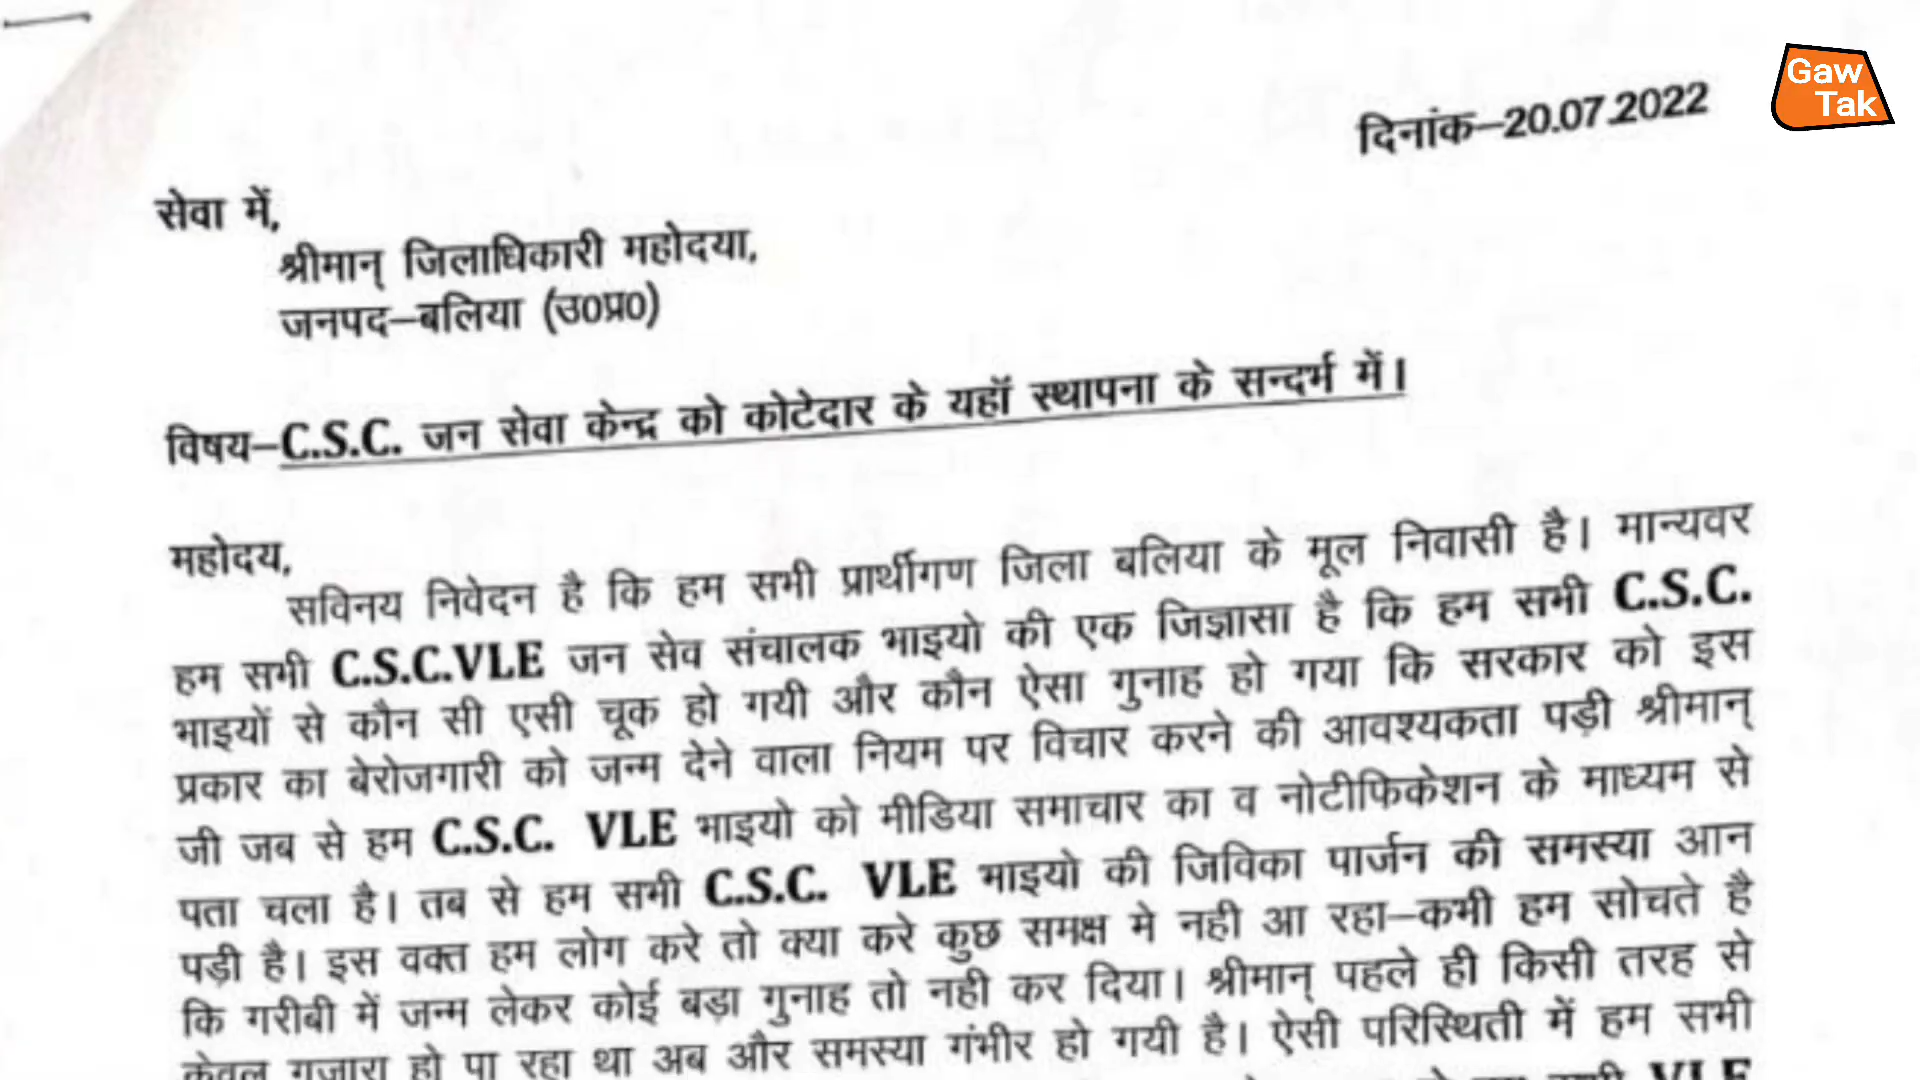 Gaw
Tak
दिनांक–20.07.2022
सेवा में,
श्रीमान् जिलाधिकारी महोदया,
जनपद–बलिया (उ0प्र0)
विषय–C.S.C. जन सेवा केन्द्र को कोटेदार के यहॉ स्थापना के सन्दर्भ में।
महोदय,
सविनय निवेदन है कि हम सभी प्रार्थीगण जिला बलिया के मूल निवासी है। मान्यवर
हम सभी C.S.C.VLE जन सेव संचालक भाइयो की एक जिज्ञासा है कि हम सभी C.S.C.
भाइयों से कौन सी एसी चूक हो गयी और कौन ऐसा गुनाह हो गया कि सरकार को इस
प्रकार का बेरोजगारी को जन्म देने वाला नियम पर विचार करने की आवश्यकता पड़ी श्रीमान्
जी जब से हम C.S.C. VLE भाइयो को मीडिया समाचार का व नोटीफिकेशन के माध्यम से
पता चला है। तब से हम सभी C.S.C. VLE भाइयो की जिविका पार्जन की समस्या आन
पड़ी है। इस वक्त हम लोग करे तो क्या करे कुछ समक्ष मे नही आ रहा–कभी हम सोचते है
कि गरीबी में जन्म लेकर कोई बड़ा गुनाह तो नही कर दिया। श्रीमान् पहले ही किसी तरह से
केवल गुजारा हो पा रहा था अब और समस्या गंभीर हो गयी है। ऐसी परिस्थिती में हम सभी
VLE